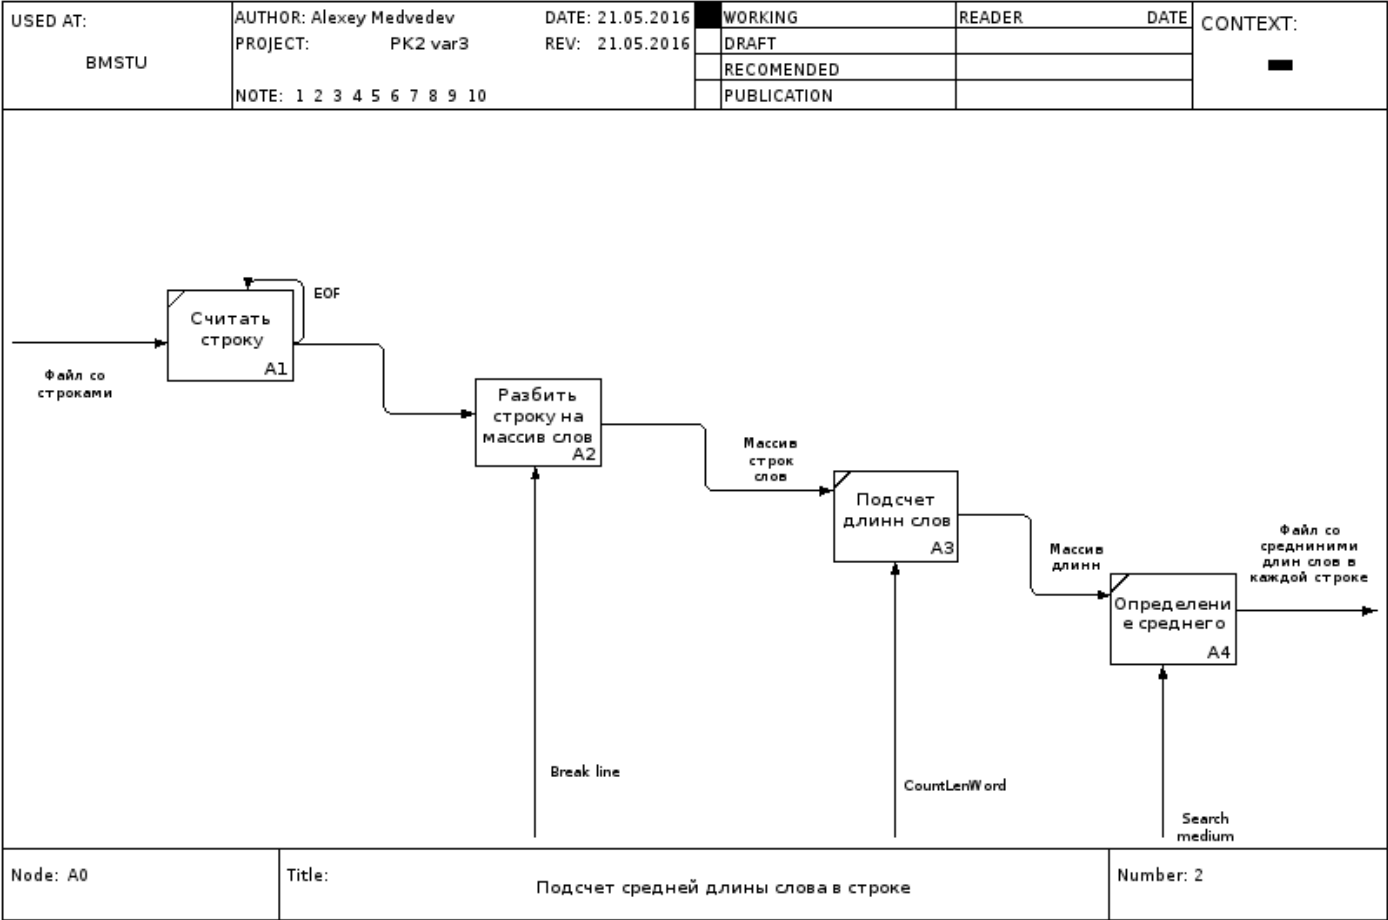 USED AT:
BMSTU
AUTHOR: Alexey Medvedev
DATE: 21.05.2016
PROJECT: PK2 var3
REV: 21.05.2016
NOTE: 1 2 3 4 5 6 7 8 9 10
WORKING
DRAFT
RECOMENDED
PUBLICATION
READER DATE
CONTEXT:
EOF
Считать
строку
A1
Файл со
строками
Разбить
строку на
массив слов
A2
Массив
строк
слов
Подсчет
длинн слов
A3
Массив
длинн
Файл со
средниними
длин слов в
каждой строке
Определени
е среднего
A4
Break line
CountLenWord
Search
medium
Node: A0
Title:
Подсчет средней длины слова в строке
Number: 2